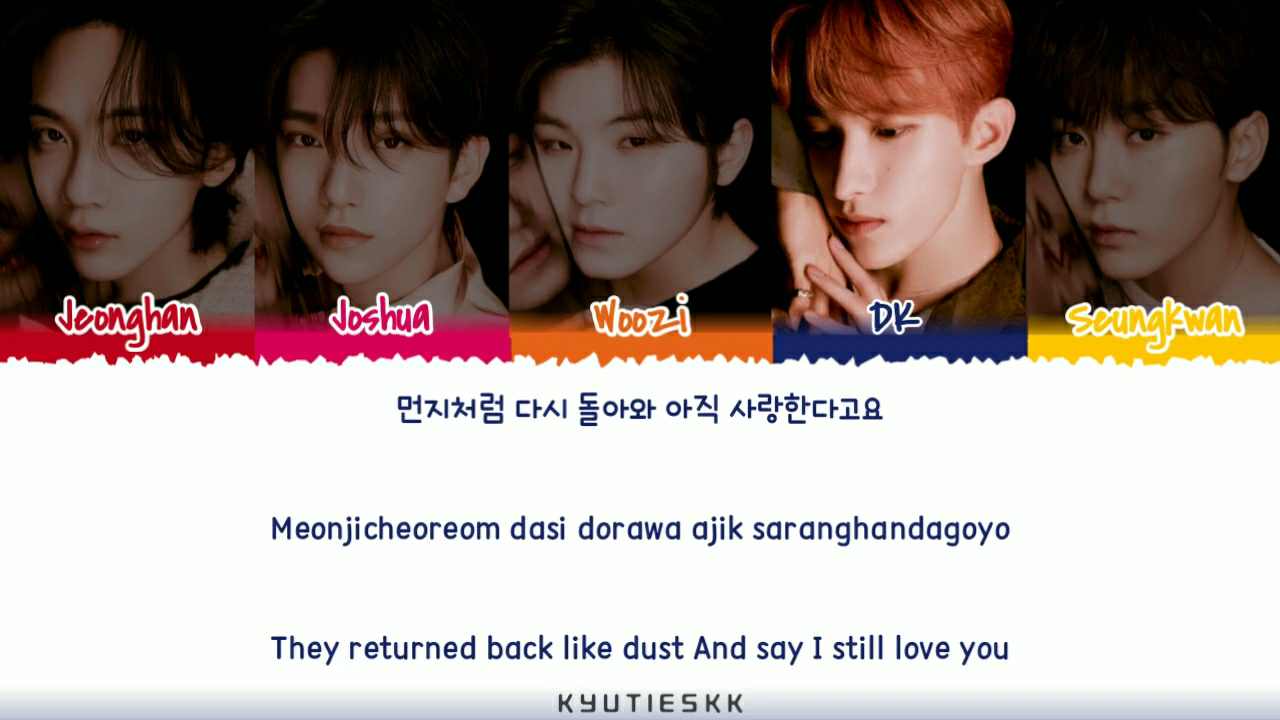 Jeonghan
Joshua
Woozi
DK
Seungkwan
먼지처럼 다시 돌아와 아직 사랑한다고요
Meonjicheoreom dasi dorawa ajik saranghandagoyo
They returned back like dust And say I still love you
KYUTIESKK